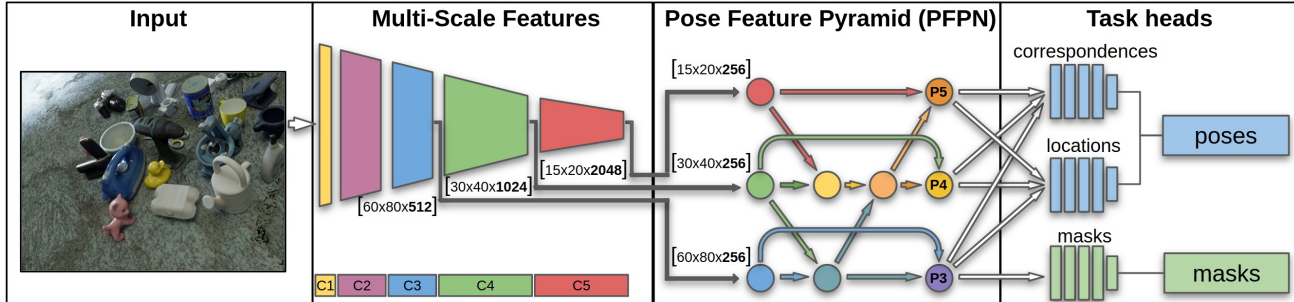 Input
Multi-Scale Features
Pose Feature Pyramid (PFPN)
Task heads
[60x80x512]
[30x40x1024]
[15x20x2048]
C1 C2 C3 C4 C5
[15x20x256]
[30x40x256]
[60x80x256]
P5
P4
P3
correspondences
locations
masks
poses
masks